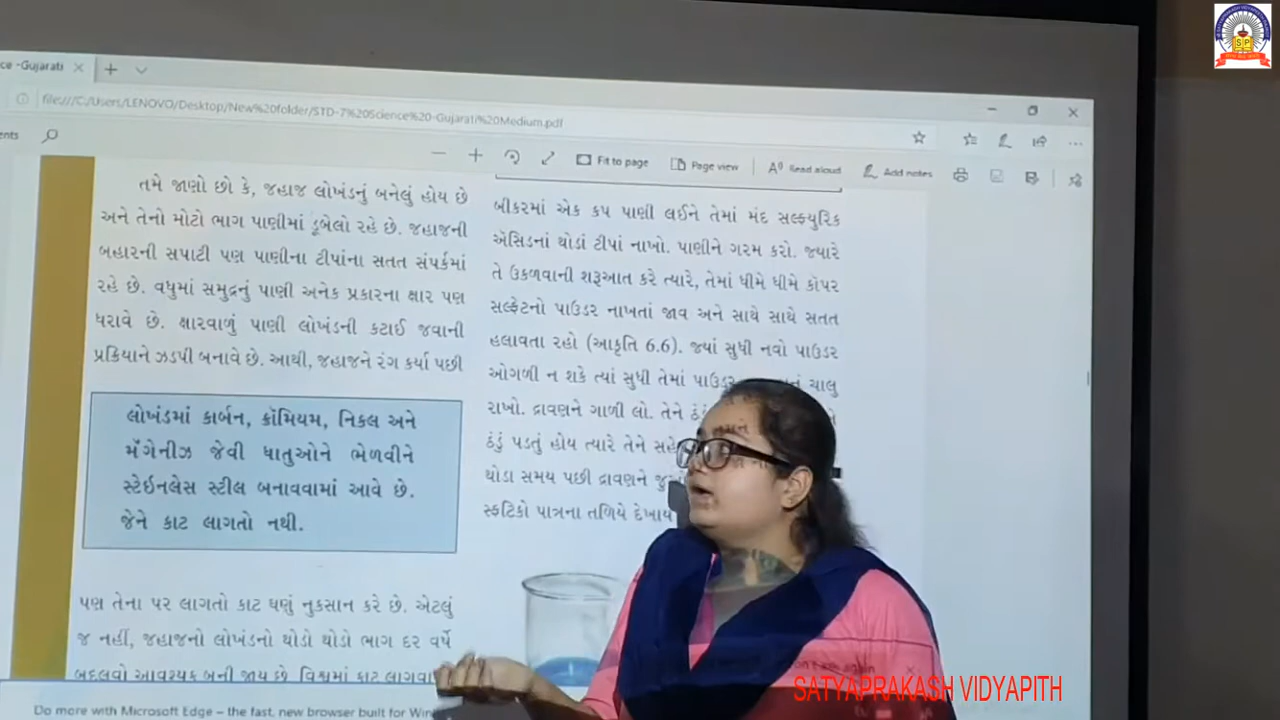 ce -Gujarati
file:///C:/Users/LENOVO/Desktop/New%20folder/STD-7%20Science%20-Gujarati%20Medium.pdf
Fit to page
Page view
Read aloud
Add notes
તમે જાણો છો કે, જહાજ લોખંડનું બનેલું હોય છે
અને તેનો મોટો ભાગ પાણીમાં ડૂબેલો રહે છે. જહાજની
બહારની સપાટી પણ પાણીના ટીપાંના સતત સંપર્કમાં
રહે છે. વધુમાં સમુદ્રનું પાણી અનેક પ્રકારના ક્ષાર પણ
ધરાવે છે. ક્ષારવાળું પાણી લોખંડની કટાઈ જવાની
પ્રક્રિયાને ઝડપી બનાવે છે. આથી, જહાજને રંગ કર્યા પછી
લોખંડમાં કાર્બન, ક્રૉમિયમ, નિકલ અને
મૅંગેનીઝ જેવી ધાતુઓને ભેળવીને
સ્ટેઈનલેસ સ્ટીલ બનાવવામાં આવે છે.
જેને કાટ લાગતો નથી.
પણ તેના પર લાગતો કાટ ઘણું નુકસાન કરે છે. એટલું
જ નહીં, જહાજનો લોખંડનો થોડો થોડો ભાગ દર વર્ષે
બદલવો આવશ્યક બની જાય છે. વિશ્વમાં કાટ
બીકરમાં એક કપ પાણી લઈને તેમાં મંદ સલ્ફ્યુરિક
ઍસિડનાં થોડાં ટીપાં નાખો. પાણીને ગરમ કરો. જ્યારે
તે ઉકળવાની શરૂઆત કરે ત્યારે, તેમાં ધીમે ધીમે કૉપર
સલ્ફેટનો પાઉડર નાખતાં જાવ અને સાથે સાથે સતત
હલાવતા રહો (આકૃતિ 6.6). જ્યાં સુધી નવો પાઉડર
ઓગળી ન શકે ત્યાં સુધી તેમાં પાઉડર ચાલુ
રાખો. દ્રાવણને ગાળી લો. તેને
ઠંડું પડતું હોય ત્યારે તેને
થોડા સમય પછી દ્રાવણને
સ્ફટિકો પાત્રના તળિયે દેખાય
Do more with Microsoft Edge – the fast, new browser built for
SATYAPRAKASH VIDYAPITH